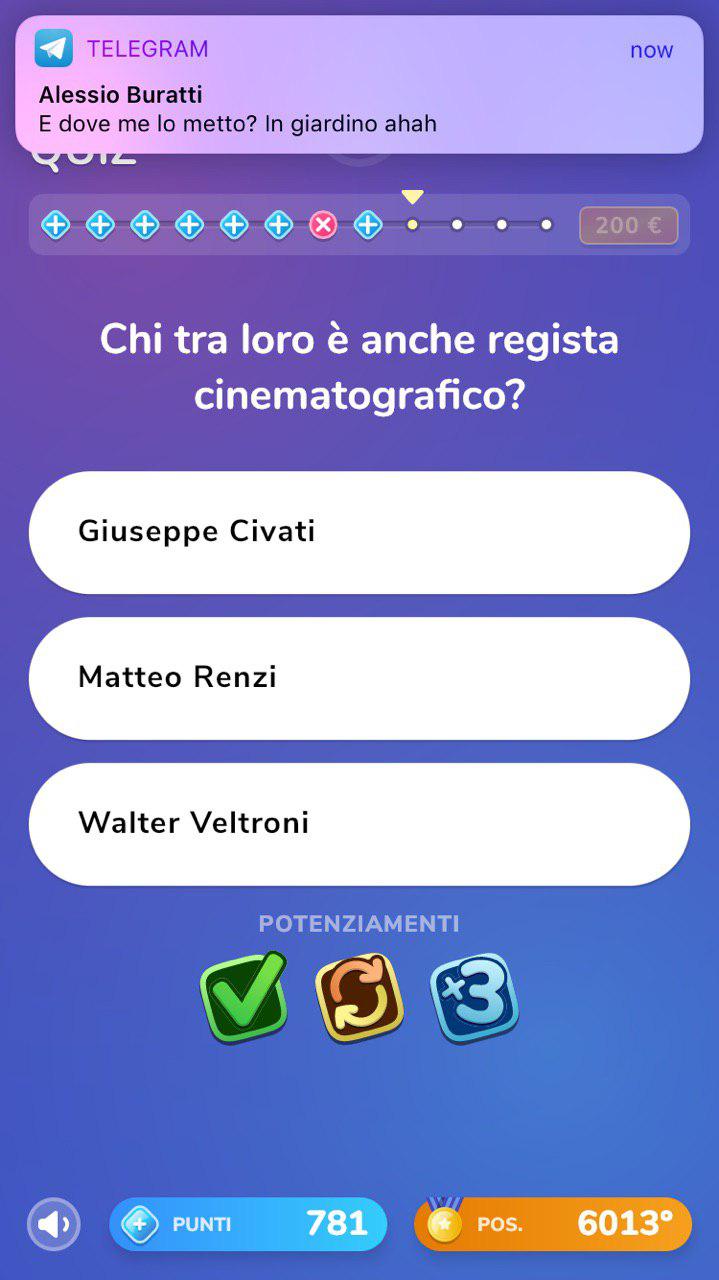 TELEGRAM
now
Alessio Buratti
E dove me lo metto? In giardino ahah
QUIZ
200 €
Chi tra loro è anche regista
cinematografico?
Giuseppe Civati
Matteo Renzi
Walter Veltroni
POTENZIAMENTI
+3
PUNTI
781
POS.
6013°